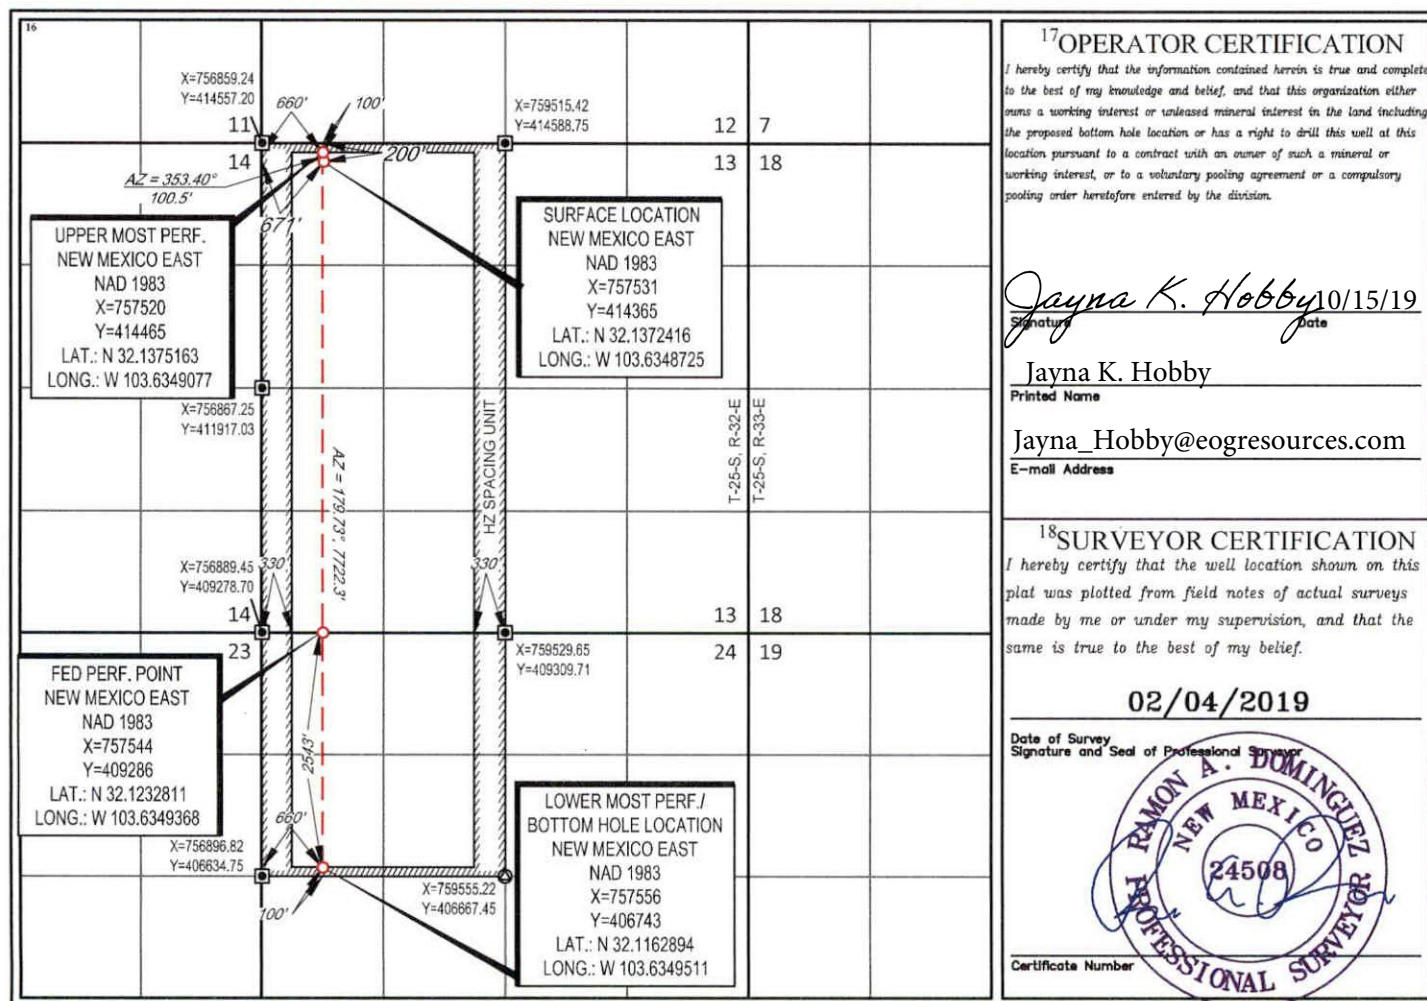 16
X=756859.24
Y=414557.20
660'
100'
X=759515.42
Y=414588.75
11
12
7
14
13
18
200'
AZ = 353.40°
100.5'
671'
UPPER MOST PERF.
NEW MEXICO EAST
NAD 1983
X=757520
Y=414465
LAT.: N 32.1375163
LONG.: W 103.6349077
SURFACE LOCATION
NEW MEXICO EAST
NAD 1983
X=757531
Y=414365
LAT.: N 32.1372416
LONG.: W 103.6348725
X=756867.25
Y=411917.03
AZ = 179.73°, 7722.3'
HZ SPACING UNIT
T-25-S, R-32-E
T-25-S, R-33-E
X=756889.45
Y=409278.70
330'
330'
14
13
18
23
24
19
X=759529.65
Y=409309.71
FED PERF. POINT
NEW MEXICO EAST
NAD 1983
X=757544
Y=409286
LAT.: N 32.1232811
LONG.: W 103.6349368
2543'
660'
X=756896.82
Y=406634.75
100'
X=759555.22
Y=406667.45
LOWER MOST PERF./
BOTTOM HOLE LOCATION
NEW MEXICO EAST
NAD 1983
X=757556
Y=406743
LAT.: N 32.1162894
LONG.: W 103.6349511
17 OPERATOR CERTIFICATION
I hereby certify that the information contained herein is true and complete
to the best of my knowledge and belief, and that this organization either
owns a working interest or unleased mineral interest in the land including
the proposed bottom hole location or has a right to drill this well at this
location pursuant to a contract with an owner of such a mineral or
working interest, or to a voluntary pooling agreement or a compulsory
pooling order heretofore entered by the division.
Jayna K. Hobby 10/15/19
Signature Date
Jayna K. Hobby
Printed Name
Jayna_Hobby@eogresources.com
E-mail Address
18 SURVEYOR CERTIFICATION
I hereby certify that the well location shown on this
plat was plotted from field notes of actual surveys
made by me or under my supervision, and that the
same is true to the best of my belief.
02/04/2019
Date of Survey
Signature and Seal of Professional Surveyor
RAMON A. DOMINGUEZ
NEW MEXICO
24508
PROFESSIONAL SURVEYOR
Certificate Number